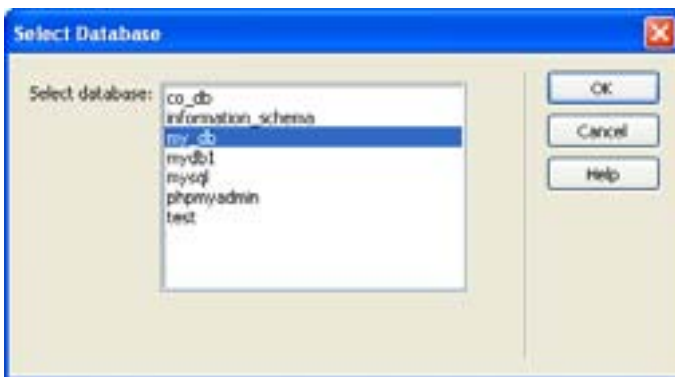 Select Database
Select database:
co_db
information_schema
my_db
mydb1
mysql
phpmyadmin
test
OK
Cancel
Help